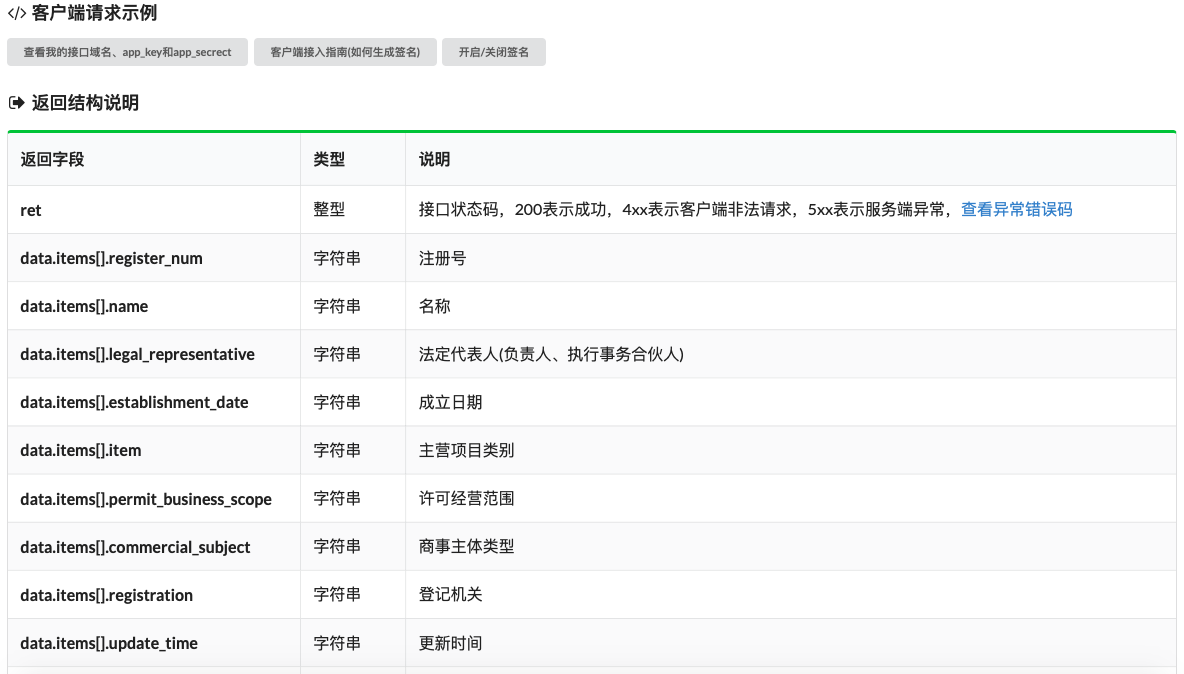 </> 客户端请求示例
查看我的接口域名、app_key和app_secrect 客户端接入指南(如何生成签名) 开启/关闭签名
返回结构说明
返回字段 类型 说明
ret 整型 接口状态码，200表示成功，4xx表示客户端非法请求，5xx表示服务端异常，查看异常错误码
data.items[].register_num 字符串 注册号
data.items[].name 字符串 名称
data.items[].legal_representative 字符串 法定代表人(负责人、执行事务合伙人)
data.items[].establishment_date 字符串 成立日期
data.items[].item 字符串 主营项目类别
data.items[].permit_business_scope 字符串 许可经营范围
data.items[].commercial_subject 字符串 商事主体类型
data.items[].registration 字符串 登记机关
data.items[].update_time 字符串 更新时间